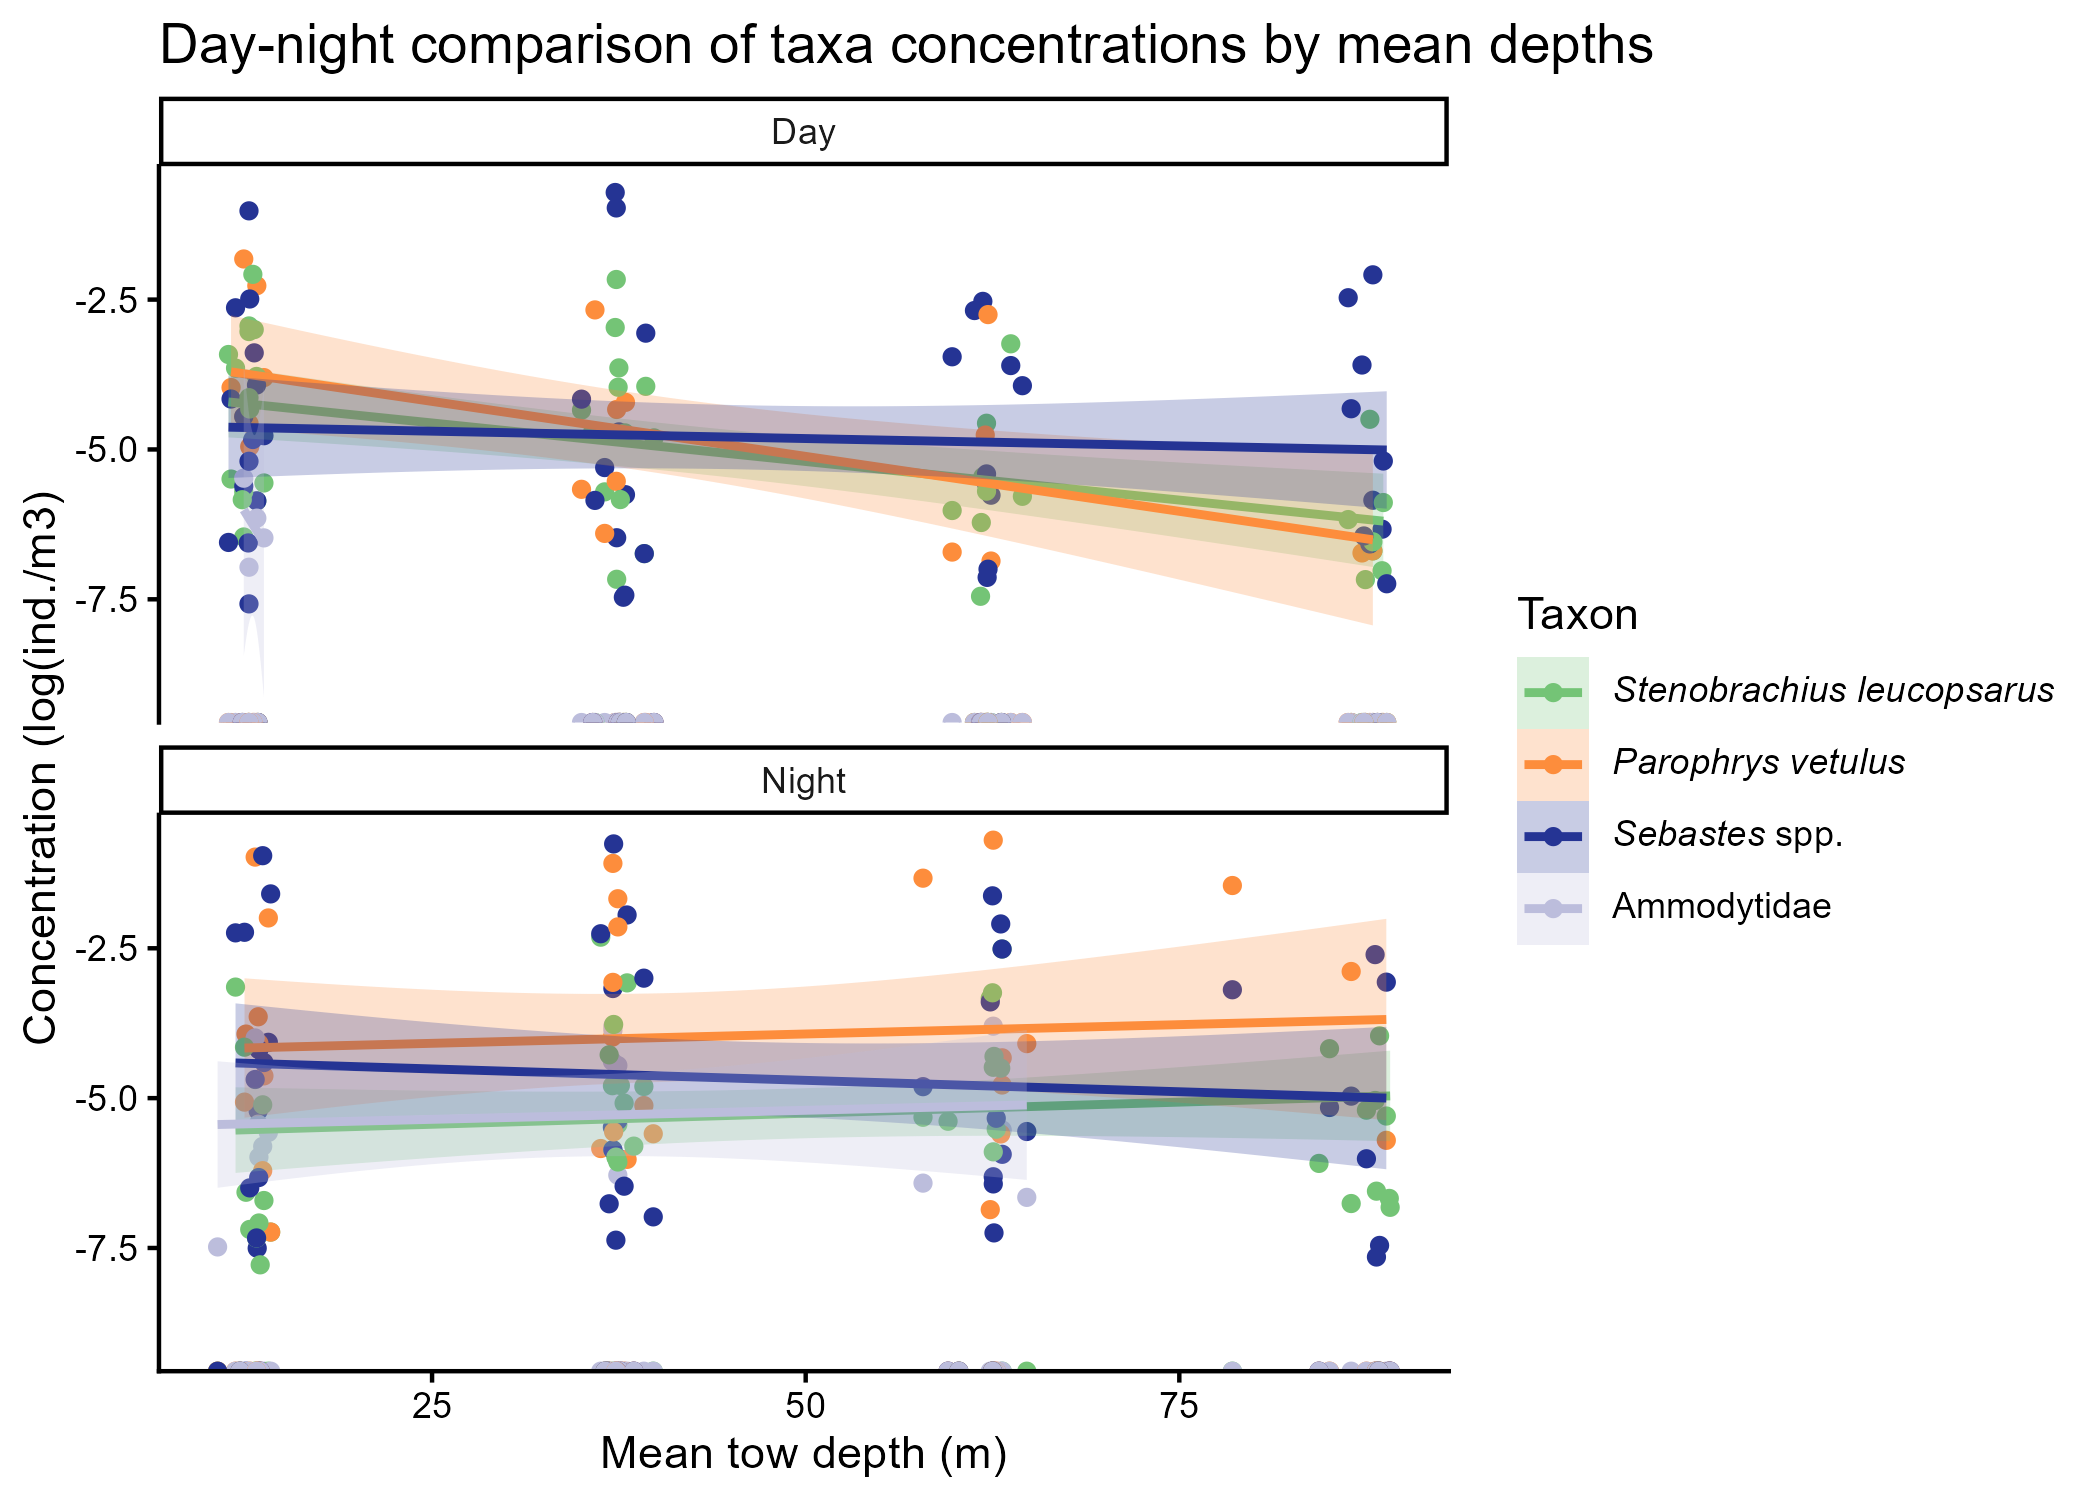 Day-night comparison of taxa concentrations by mean depths
Day
-2.5
-5.0
-7.5
Night
-2.5
-5.0
-7.5
25 50 75
Mean tow depth (m)
Concentration (log(ind./m3)
Taxon
Stenobrachius leucopsarus
Parophrys vetulus
Sebastes spp.
Ammodytidae